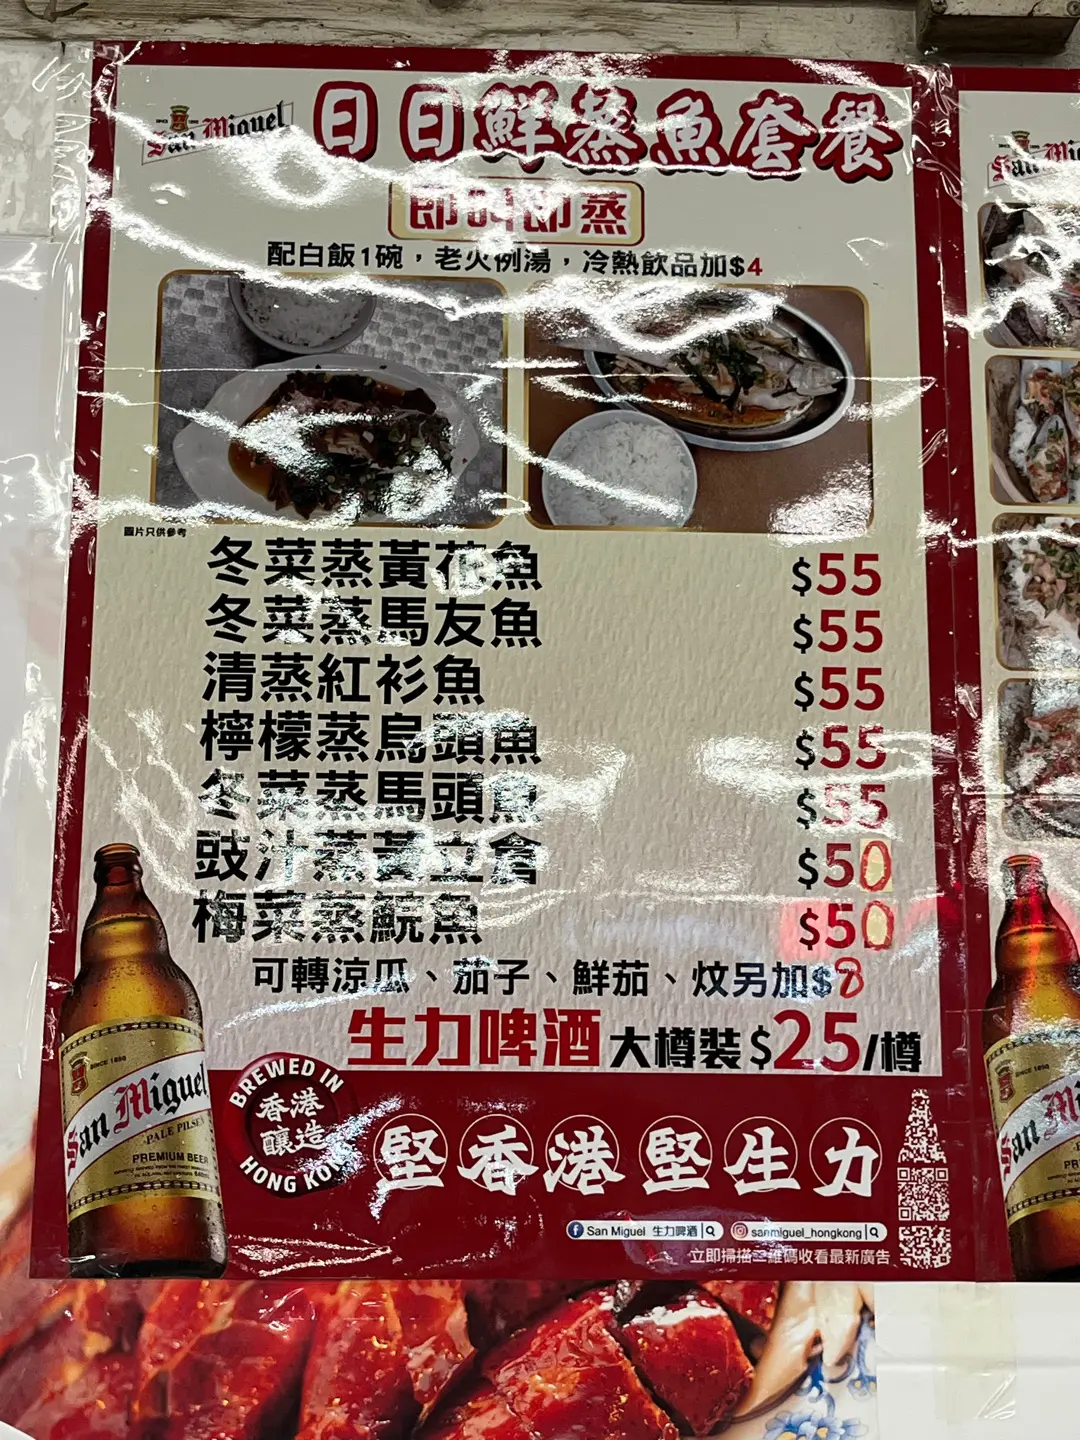 San Miguel
日日鮮蒸魚套餐
即叫即蒸
配白飯1碗，老火例湯，冷熱飲品加$4
圖片只供參考
冬菜蒸黃花魚 $55
冬菜蒸馬友魚 $55
清蒸紅衫魚 $55
檸檬蒸烏頭魚 $55
冬菜蒸馬頭魚 $55
豉汁蒸黃立倉 $50
梅菜蒸鯇魚 $50
可轉涼瓜、茄子、鮮茄、炆另加$8
生力啤酒 大樽裝 $25/樽
BREWED IN
香港
釀造
HONG KONG
堅香港 堅生力
SINCE 1890
San Miguel
PALE PILSEN
PREMIUM BEER
San Miguel 生力啤酒
sanmiguel_hongkong
立即掃描二維碼收看最新廣告